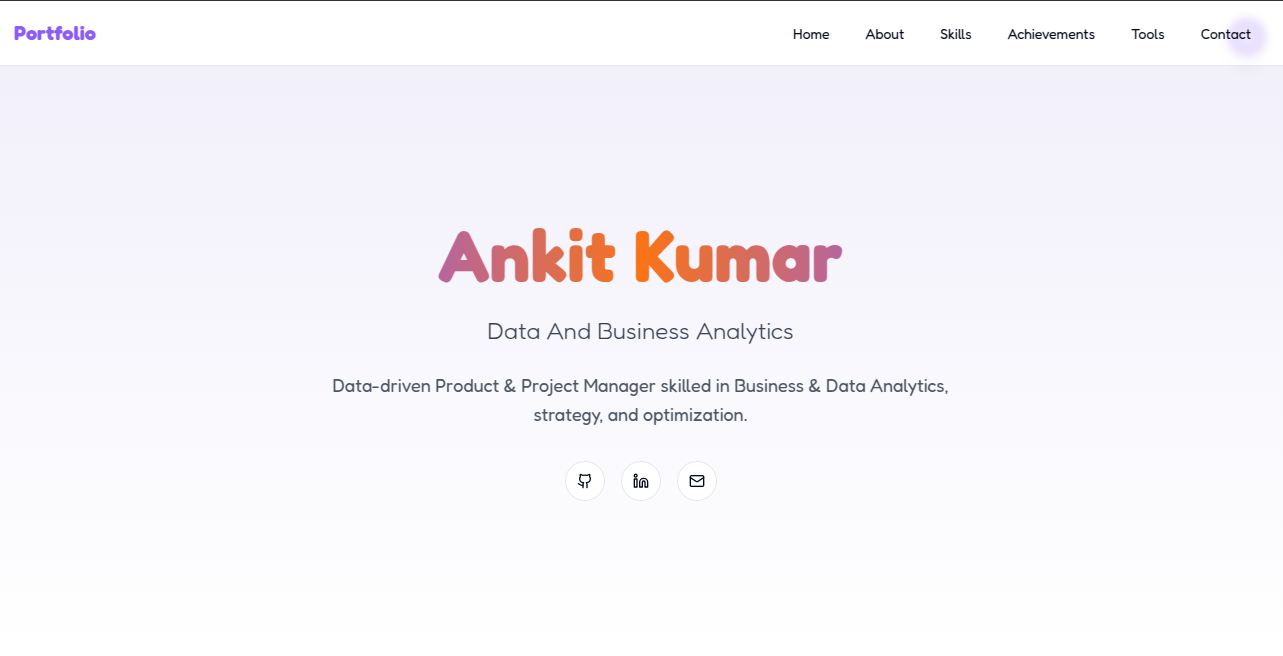 Portfolio
Home About Skills Achievements Tools Contact
Ankit Kumar
Data And Business Analytics
Data-driven Product & Project Manager skilled in Business & Data Analytics,
strategy, and optimization.